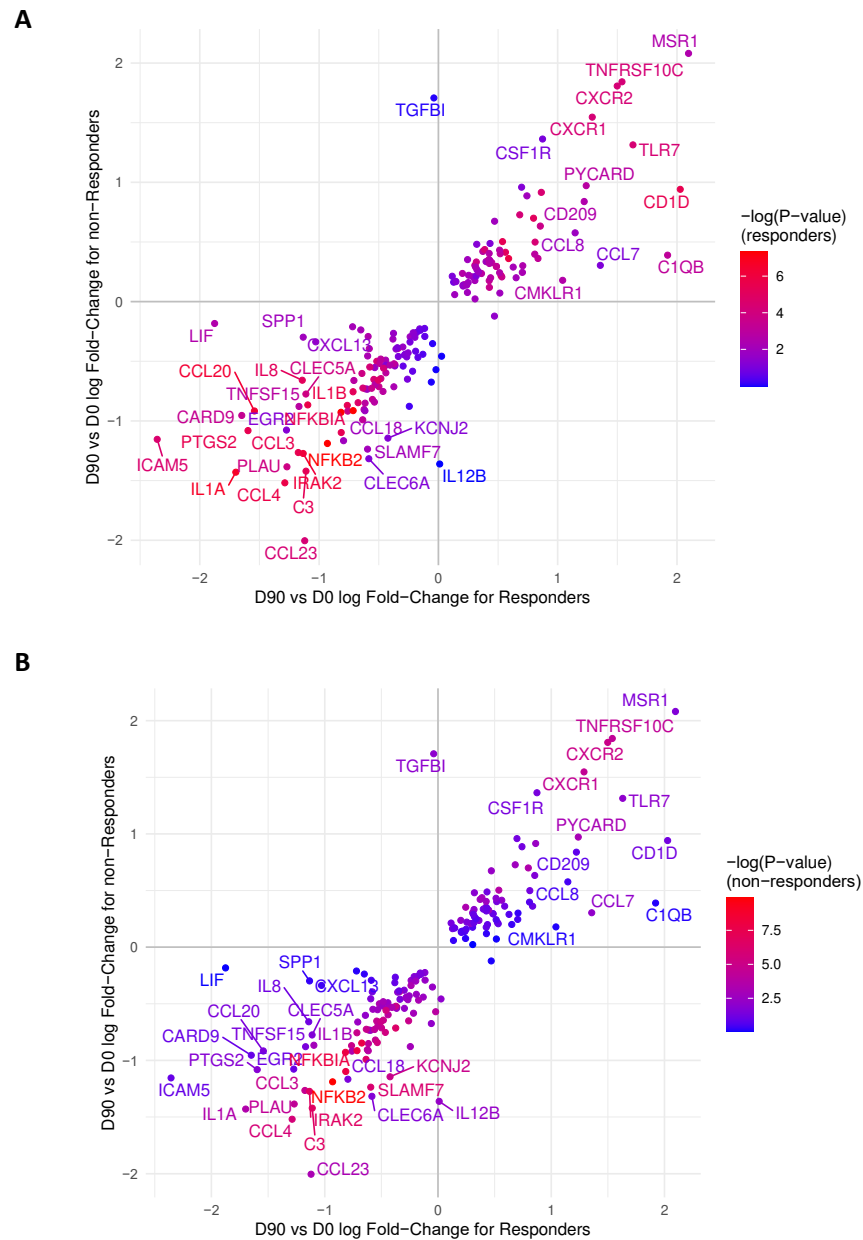 A
MSR1
2
TNFRSF10C
TGFBI
CXCR2
CXCR1
CSF1R
TLR7
PYCARD
1
CD209
CD1D
CCL8
CCL7
C1QB
CMKLR1
0
LIF
SPP1
CXCL13
CCL20
IL8
CLEC5A
TNFSF15
IL1B
CARD9
EGR2
NFKBIA
−1
PTGS2
CCL3
CCL18
KCNJ2
SLAMF7
ICAM5
PLAU
NFKB2
IL12B
IL1A
CCL4
IRAK2
CLEC6A
C3
−2
CCL23
−2
−1
0
1
2
D90 vs D0 log Fold−Change for Responders
D90 vs D0 log Fold−Change for non−Responders
−log(P−value)
(responders)
6
4
2
B
MSR1
2
TNFRSF10C
TGFBI
CXCR2
CXCR1
CSF1R
TLR7
PYCARD
1
CD209
CD1D
CCL8
CCL7
C1QB
CMKLR1
0
LIF
SPP1
IL8
CXCL13
CCL20
CLEC5A
CARD9
TNFSF15
IL1B
PTGS2
EGR2
NFKBIA
−1
CCL18
KCNJ2
ICAM5
CCL3
NFKB2
SLAMF7
IL1A
PLAU
CLEC6A
IL12B
CCL4
IRAK2
C3
CCL23
−2
−2
−1
0
1
2
D90 vs D0 log Fold−Change for Responders
D90 vs D0 log Fold−Change for non−Responders
−log(P−value)
(non−responders)
7.5
5.0
2.5